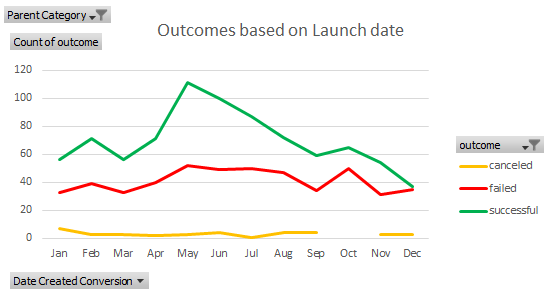 Parent Category
Outcomes based on Launch date
Count of outcome
120
100
80
60
40
20
0
Jan Feb Mar Apr May Jun Jul Aug Sep Oct Nov Dec
outcome
canceled
failed
successful
Date Created Conversion